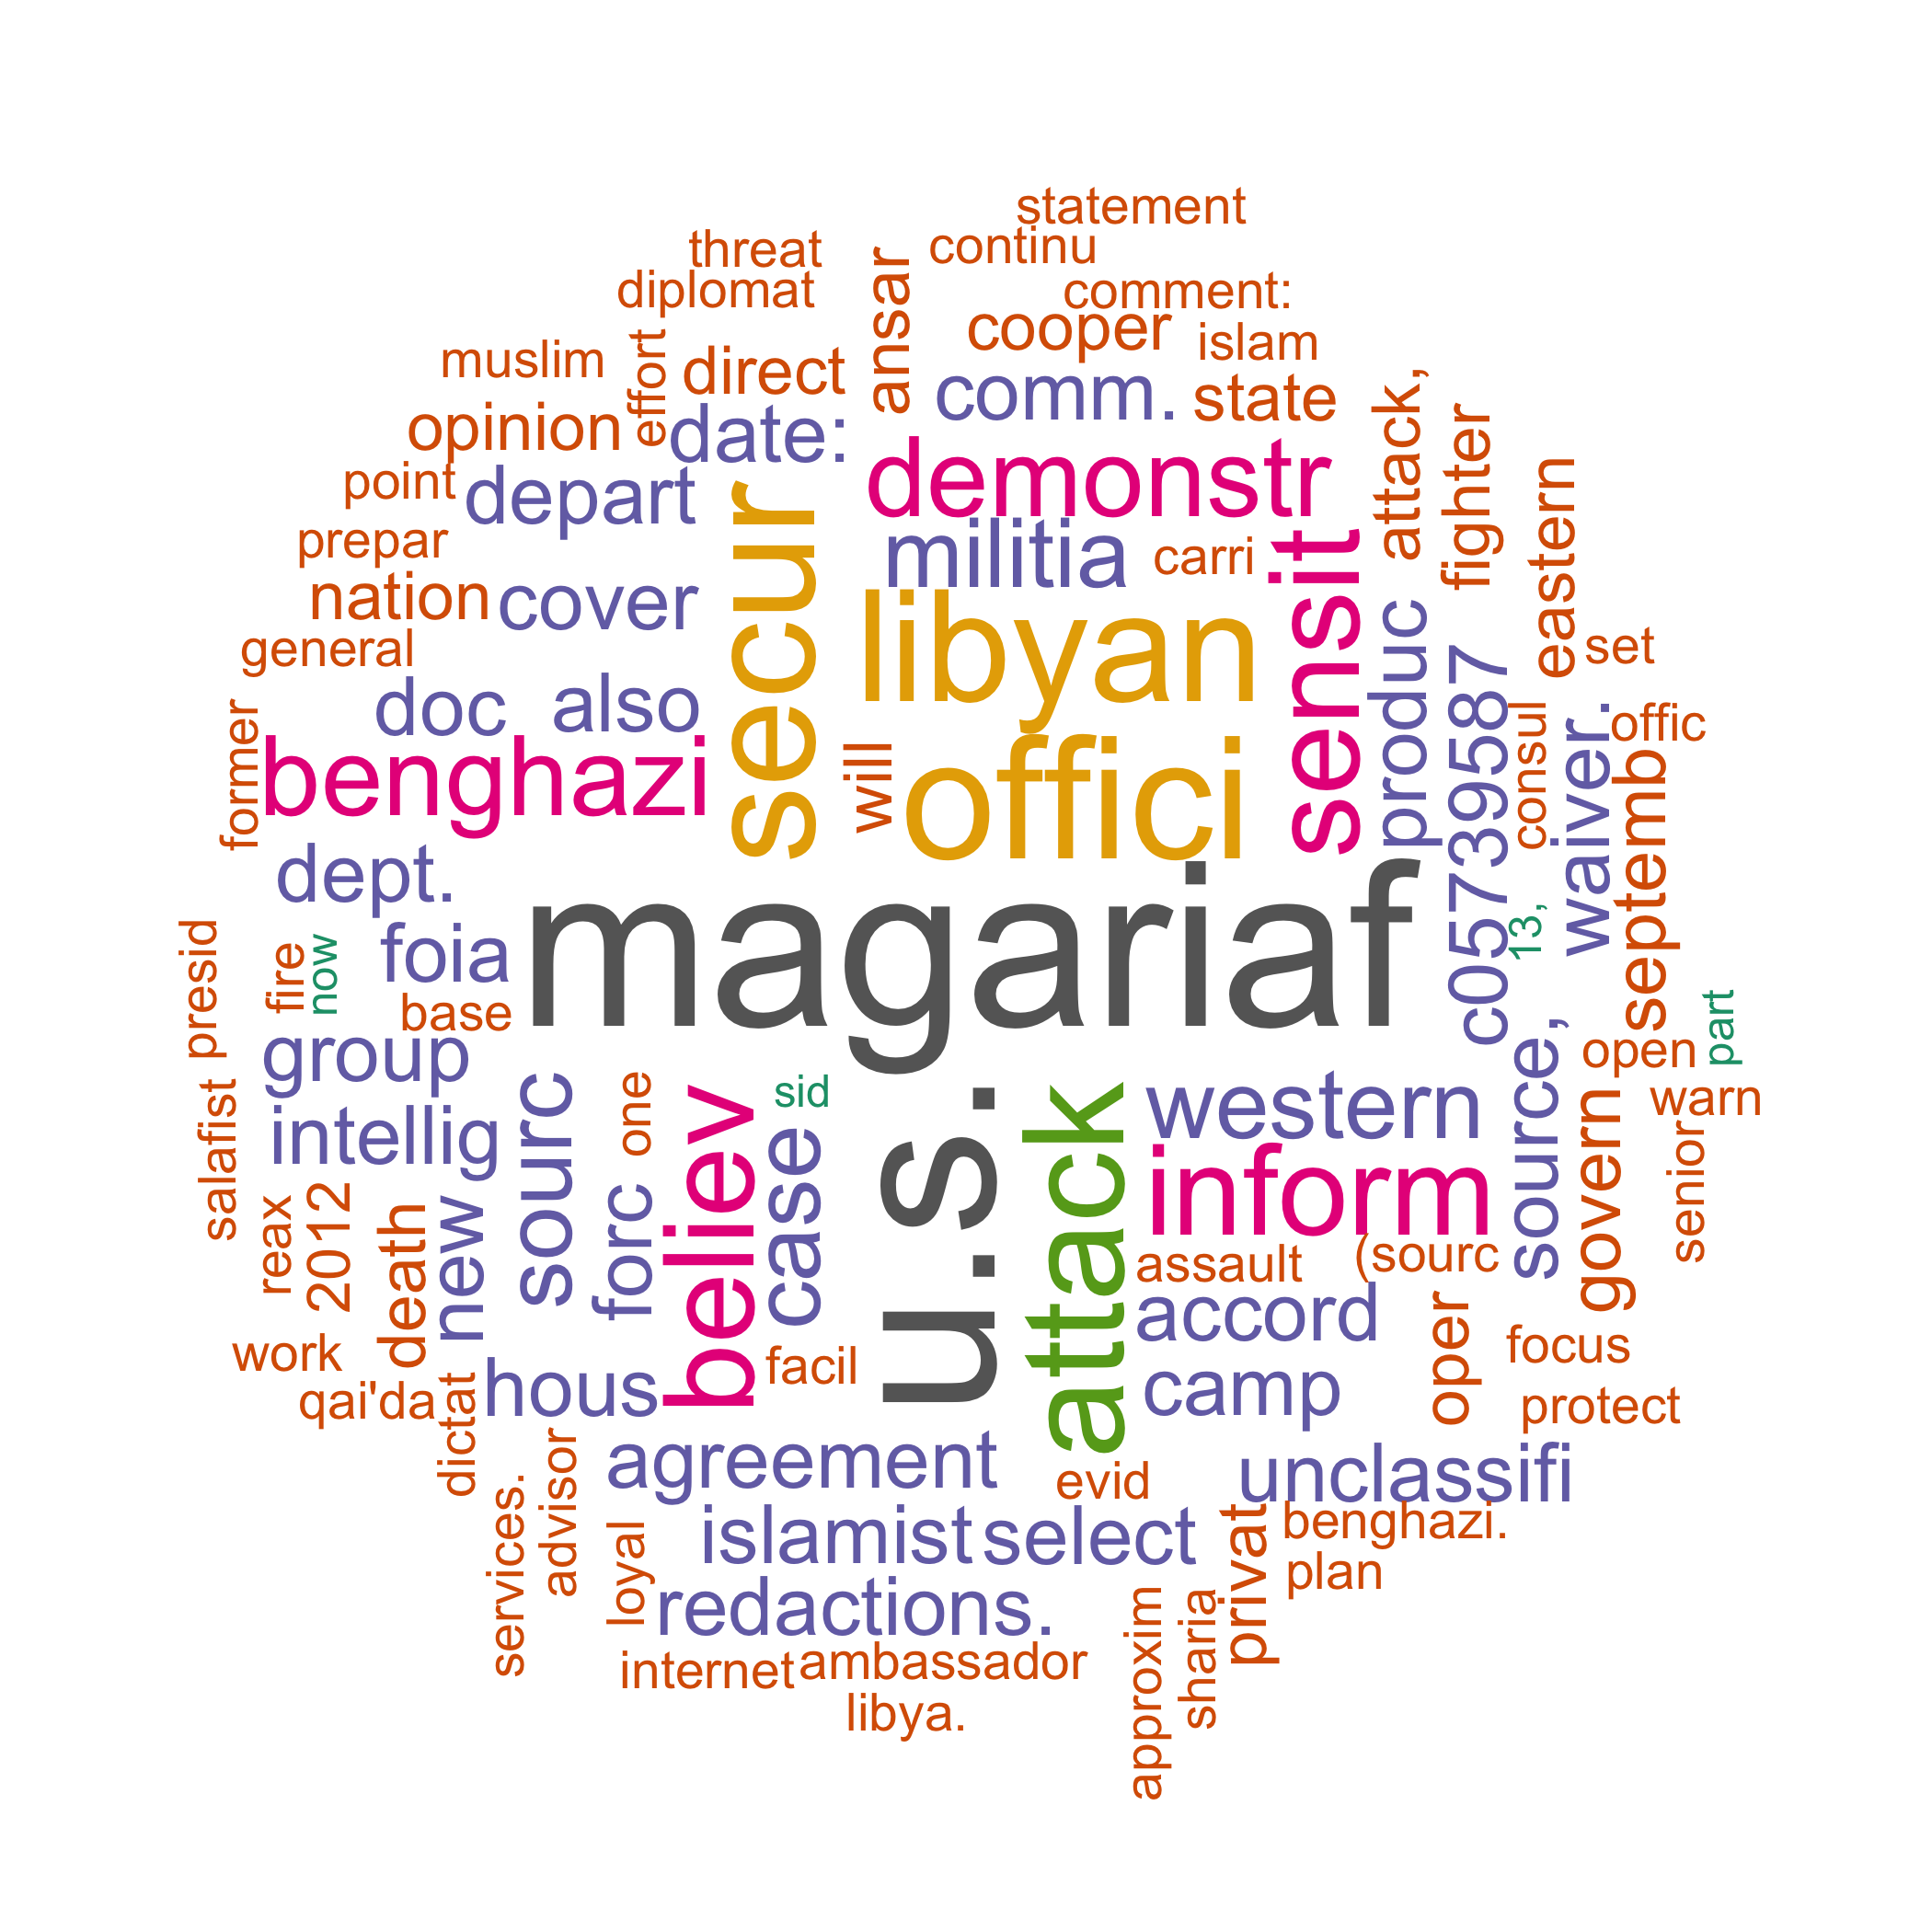 statement
threat
continu
diplomat
ansar
comment:
cooper
islam
muslim
effort
direct
comm.
state
attack,
opinion
date:
demonstr
fighter
point
depart
secur
militia
carri
sensit
eastern
prepar
nation
cover
libyan
produc
general
set
doc
also
c05739587
former
benghazi
will
offici
consul
waiver.
offic
septemb
dept.
magariaf
13,
presid
fire
now
foia
base
part
group
sourc
one
believ
sid
u.s.
attack
western
source,
open
govern
warn
salafist
intellig
case
inform
senior
reax
2012
death
new
forc
assault
(sourc
accord
oper
work
facil
focus
qai'da
dictat
hous
camp
protect
services.
advisor
agreement
evid
unclassifi
loyal
islamist
select
privat
benghazi.
plan
redactions.
approxim
sharia
internet
ambassador
libya.